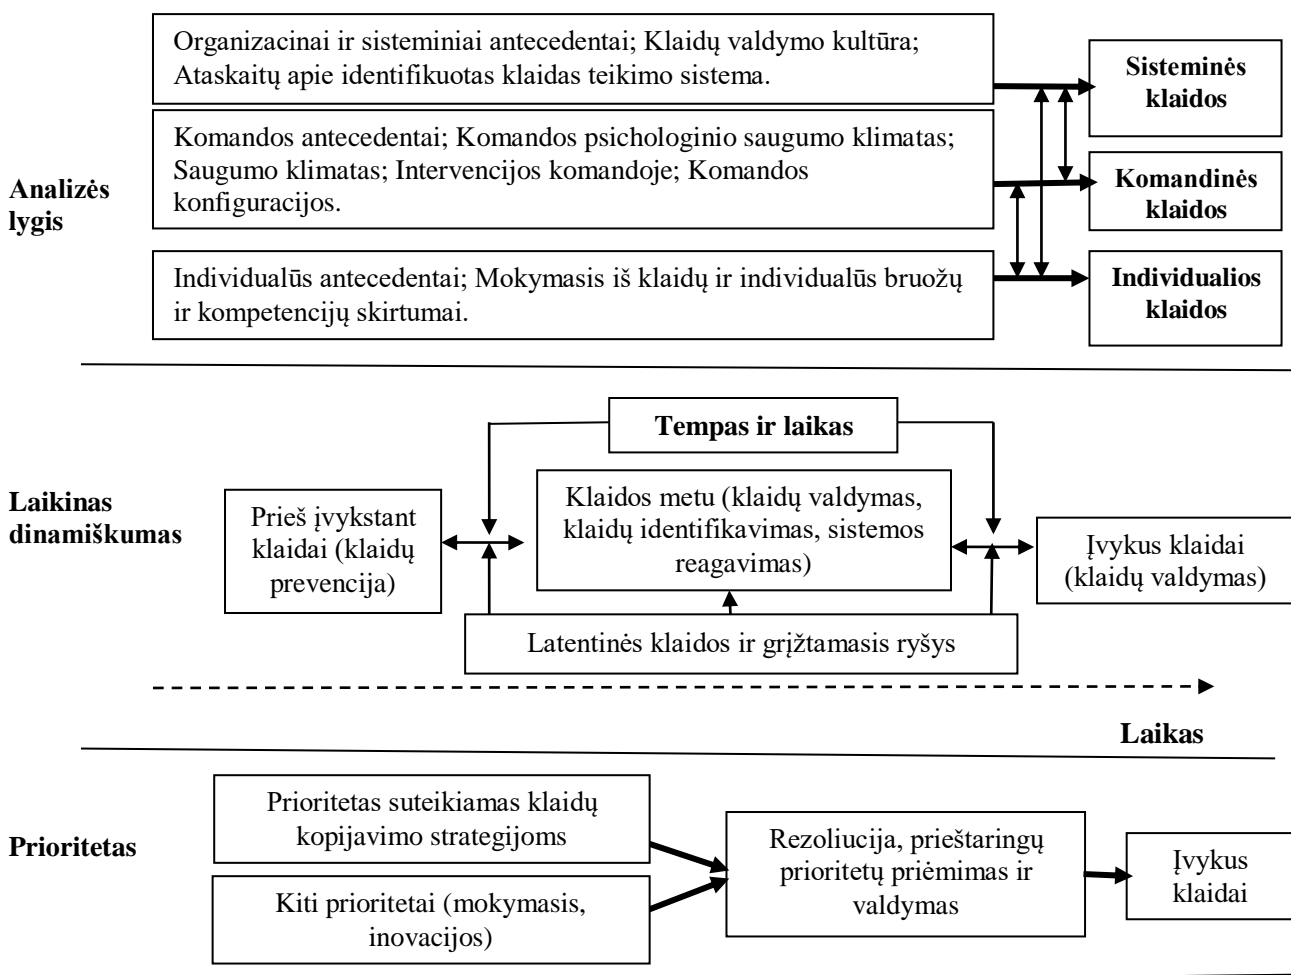 Organizacinai ir sisteminiai antecedentai; Klaidų valdymo kultūra;
Ataskaitų apie identifikuotas klaidas teikimo sistema.
Sisteminės
klaidos
Analizės
lygis
Komandos antecedentai; Komandos psichologinio saugumo klimatas;
Saugumo klimatas; Intervencijos komandoje; Komandos
konfiguracijos.
Komandinės
klaidos
Individualūs antecedentai; Mokymasis iš klaidų ir individualūs bruožų
ir kompetencijų skirtumai.
Individualios
klaidos
Tempas ir laikas
Laikinas
dinamiškumas
Prieš įvykstant
klaidai (klaidų
prevencija)
Klaidos metu (klaidų valdymas,
klaidų identifikavimas, sistemos
reagavimas)
Įvykus klaidai
(klaidų valdymas)
Latentinės klaidos ir grįžtamasis ryšys
Laikas
Prioritetas
Prioritetas suteikiamas klaidų
kopijavimo strategijoms
Kiti prioritetai (mokymasis,
inovacijos)
Rezoliucija, prieštaringų
prioritetų priėmimas ir
valdymas
Įvykus
klaidai